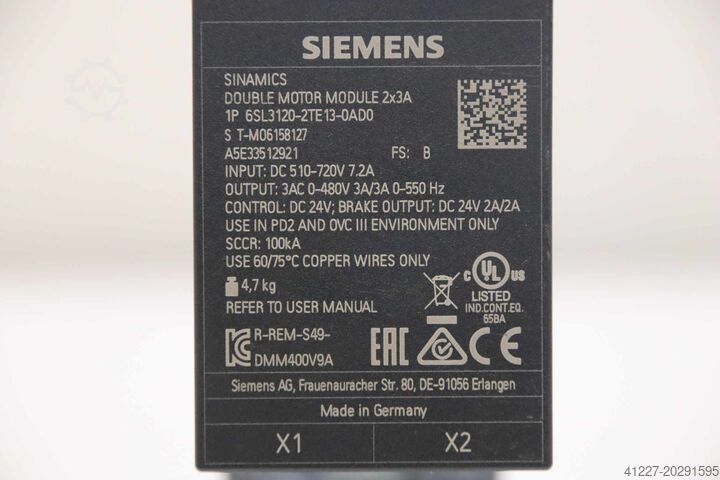 SIEMENS
SINAMICS
DOUBLE MOTOR MODULE 2x3A
1P 6SL3120-2TE13-0AD0
S T-M06158127
A5E33512921 FS: B
INPUT: DC 510-720V 7.2A
OUTPUT: 3AC 0-480V 3A/3A 0-550 Hz
CONTROL: DC 24V; BRAKE OUTPUT: DC 24V 2A/2A
USE IN PD2 AND OVC III ENVIRONMENT ONLY
SCCR: 100kA
USE 60/75°C COPPER WIRES ONLY
4,7 kg
REFER TO USER MANUAL
C UL US
LISTED
IND.CONT.EQ.
65BA
R-REM-S49-
DMM400V9A
EAC CE
Siemens AG, Frauenauracher Str. 80, DE-91056 Erlangen
Made in Germany
X1 X2
41227-20291595